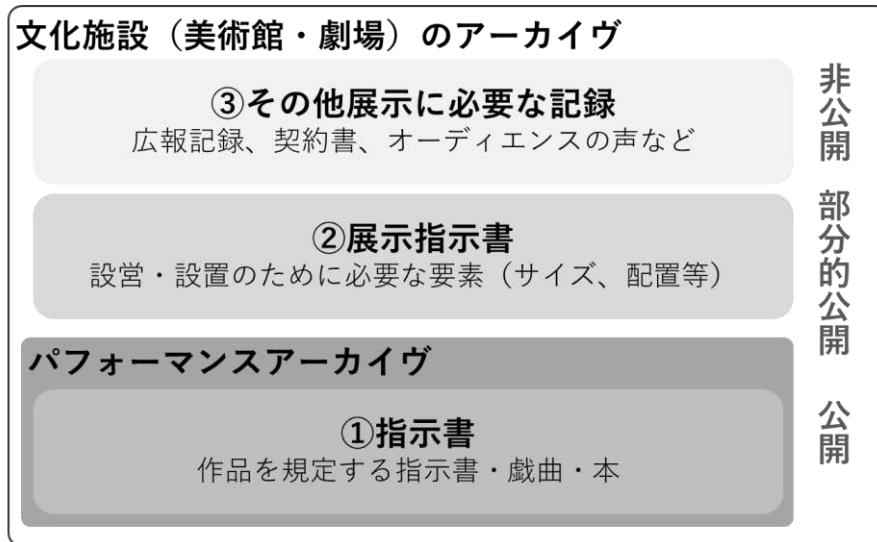 文化施設（美術館・劇場）のアーカイヴ
③その他展示に必要な記録
広報記録、契約書、オーディエンスの声など
非公開
②展示指示書
設営・設置のために必要な要素（サイズ、配置等）
部分的公開
パフォーマンスアーカイヴ
①指示書
作品を規定する指示書・戯曲・本
公開